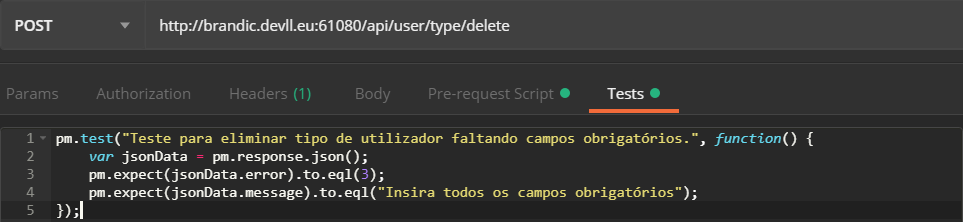 POST http://brandic.devll.eu:61080/api/user/type/delete
Params Authorization Headers (1) Body Pre-request Script Tests
1 pm.test("Teste para eliminar tipo de utilizador faltando campos obrigatórios.", function() {
2 var jsonData = pm.response.json();
3 pm.expect(jsonData.error).to.eql(3);
4 pm.expect(jsonData.message).to.eql("Insira todos os campos obrigatórios");
5 });